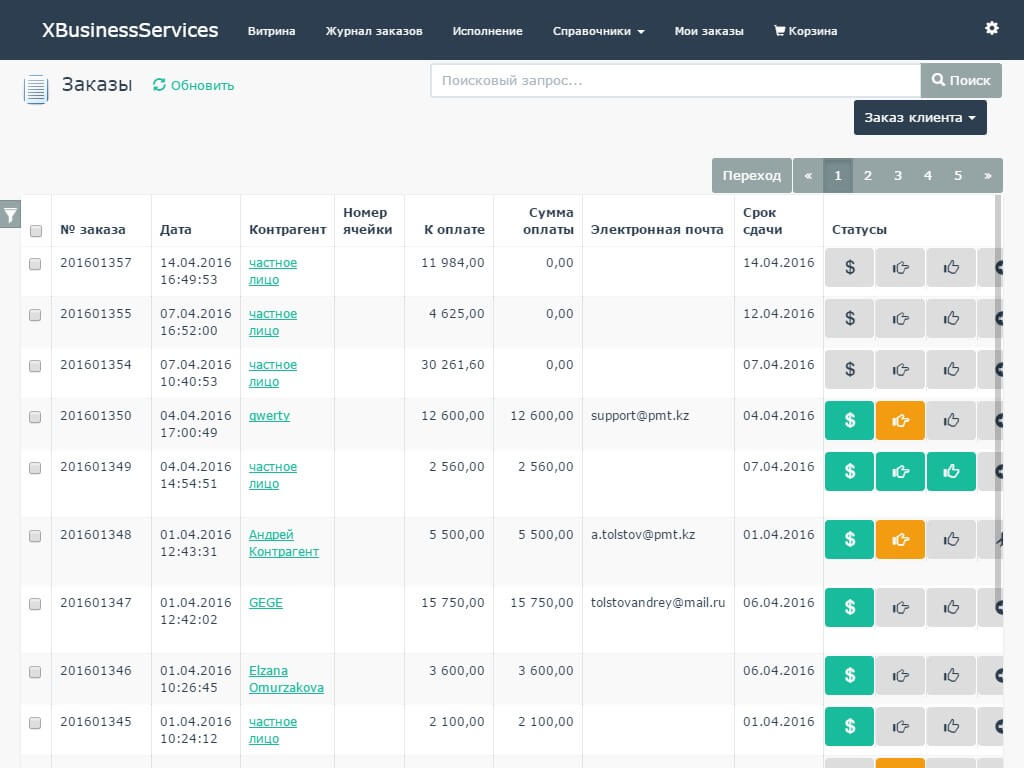 XBusinessServices Витрина Журнал заказов Исполнение Справочники Мои заказы Корзина
Заказы Обновить Поисковый запрос... Поиск
Заказ клиента
Переход « 1 2 3 4 5 »
Номер Сумма Срок
№ заказа Дата Контрагент ячейки К оплате оплаты Электронная почта сдачи Статусы
201601357 14.04.2016 частное 11 984,00 0,00 14.04.2016 $
16:49:53 лицо
201601355 07.04.2016 частное 4 625,00 0,00 12.04.2016 $
16:52:00 лицо
201601354 07.04.2016 частное 30 261,60 0,00 07.04.2016 $
10:40:53 лицо
201601350 04.04.2016 qwerty 12 600,00 12 600,00 support@pmt.kz 04.04.2016 $
17:00:49
201601349 04.04.2016 частное 2 560,00 2 560,00 07.04.2016 $
14:54:51 лицо
201601348 01.04.2016 Андрей 5 500,00 5 500,00 a.tolstov@pmt.kz 01.04.2016 $
12:43:31 Контрагент
201601347 01.04.2016 GEGE 15 750,00 15 750,00 tolstovandrey@mail.ru 06.04.2016 $
12:42:02
201601346 01.04.2016 Elzana 3 600,00 3 600,00 06.04.2016 $
10:26:45 Omurzakova
201601345 01.04.2016 частное 2 100,00 2 100,00 01.04.2016 $
10:24:12 лицо